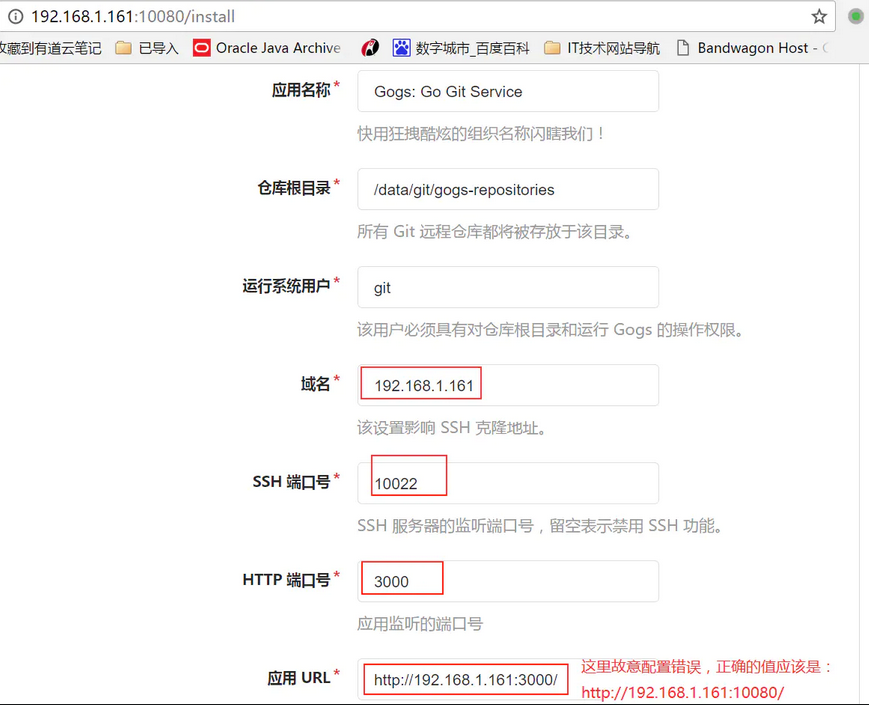 192.168.1.161:10080/install
收藏到有道云笔记 已导入 Oracle Java Archive 数字城市_百度百科 IT技术网站导航 Bandwagon Host -
应用名称* Gogs: Go Git Service
快用狂拽酷炫的组织名称闪瞎我们！
仓库根目录* /data/git/gogs-repositories
所有 Git 远程仓库都将被存放于该目录。
运行系统用户* git
该用户必须具有对仓库根目录和运行 Gogs 的操作权限。
域名* 192.168.1.161
该设置影响 SSH 克隆地址。
SSH 端口号* 10022
SSH 服务器的监听端口号，留空表示禁用 SSH 功能。
HTTP 端口号* 3000
应用监听的端口号
应用 URL* http://192.168.1.161:3000/ 这里故意配置错误，正确的值应该是：
http://192.168.1.161:10080/